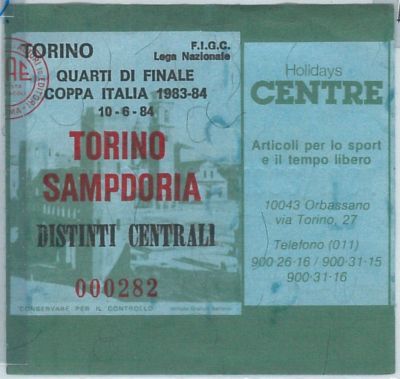 TORINO
F.I.G.C.
Lega Nazionale
QUARTI DI FINALE
COPPA ITALIA 1983-84
10-6-84
TORINO
SAMPDORIA
DISTINTI CENTRALI
000282
CONSERVARE PER IL CONTROLLO
Holidays
CENTRE
Articoli per lo sport
e il tempo libero
10043 Orbassano
via Torino, 27
Telefono (011)
900·26·16 / 900·31·15
900·31·16